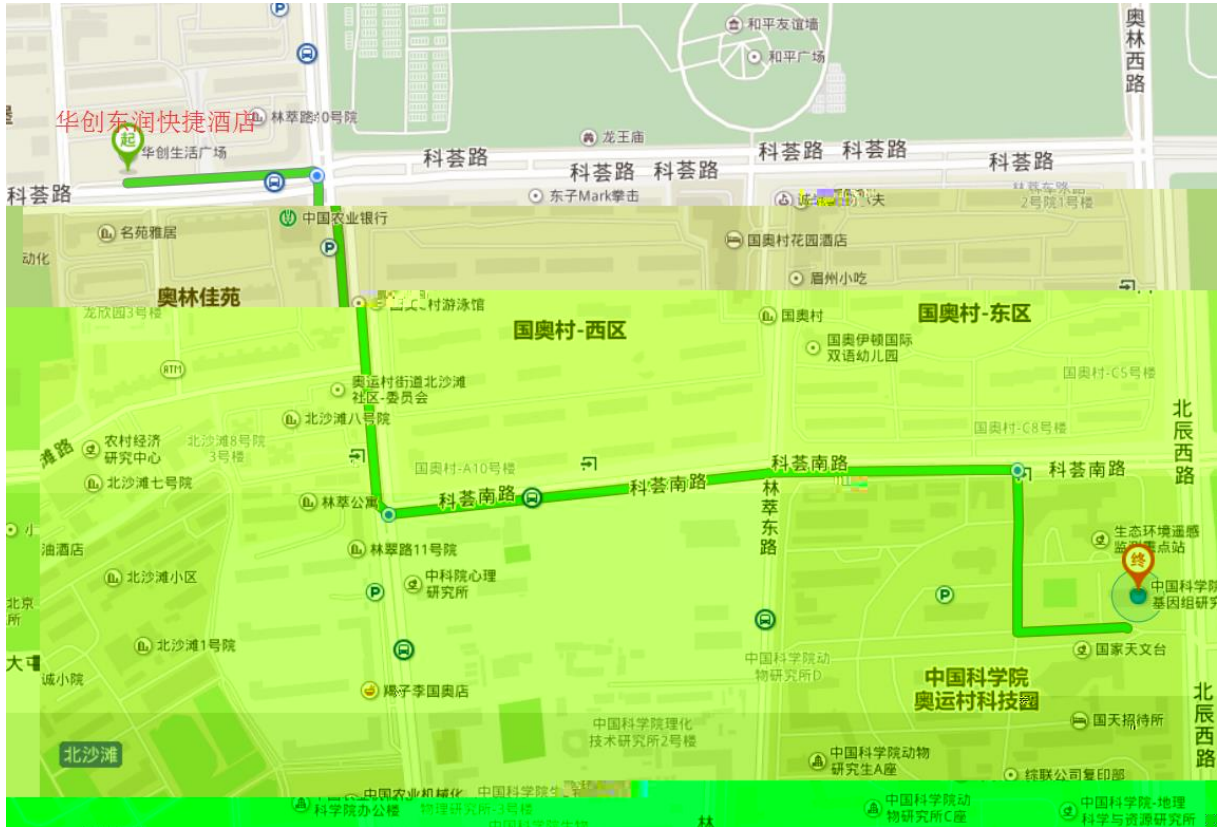 和平友谊墙
和平广场
奥林西路
华创东润快捷酒店
起
华创生活广场
龙王庙
科荟路
科荟路 科荟路
科荟路 科荟路
科荟路
科荟路
东子Mark拳击
中国农业银行
名苑雅居
动化
国奥村花园酒店
眉州小吃
2号院1号楼
奥林佳苑
龙欣园3号楼
村游泳馆
国奥村-西区
国奥村
国奥村-东区
国奥伊顿国际
双语幼儿园
国奥村-C5号楼
奥运村街道北沙滩
社区-委员会
北沙滩八号院
北沙滩8号院
3号楼
滩路
农村经济
研究中心
北沙滩七号院
国奥村-A10号楼
国奥村-C8号楼
北辰西路
科荟南路
科荟南路
科荟南路
科荟南路
林萃公寓
林萃东路
小
油酒店
林翠路11号院
生态环境遥感
终
中国科学院
基因组研究
北沙滩小区
中科院心理
研究所
北京
所
北沙滩1号院
大屯
诚小院
国家天文台
中国科学院动
物研究所D
中国科学院
奥运村科技园
北辰西路
羯子李国奥店
中国科学院理化
技术研究所2号楼
国天招待所
北沙滩
中国科学院动物
研究生A座
综联公司复印部
中国农业机械化
科学院办公楼
物理研究所-3号楼
林
中国科学院动
物研究所C座
中国科学院-地理
科学与资源研究所